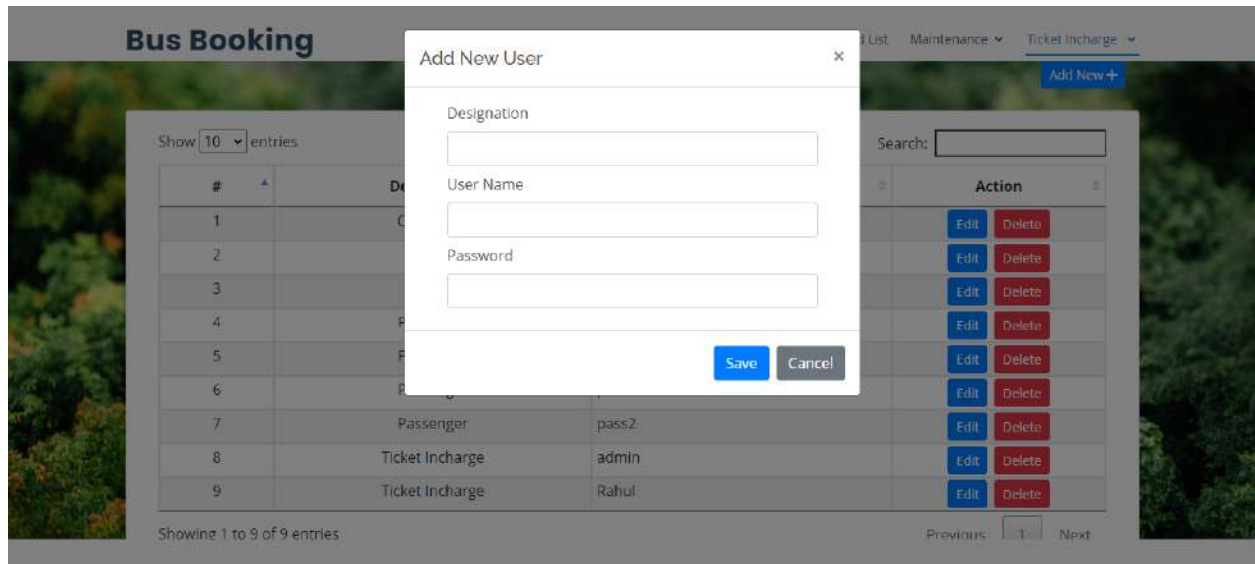 Bus Booking
List Maintenance Ticket Incharge
Add New +
Add New User ×
Designation
User Name
Password
Save Cancel
Show 10 entries
Search:
# Action
1 Edit Delete
2 Edit Delete
3 Edit Delete
4 Edit Delete
5 Edit Delete
6 Edit Delete
7 Passenger pass2 Edit Delete
8 Ticket Incharge admin Edit Delete
9 Ticket Incharge Rahul Edit Delete
Showing 1 to 9 of 9 entries
Previous 1 Next